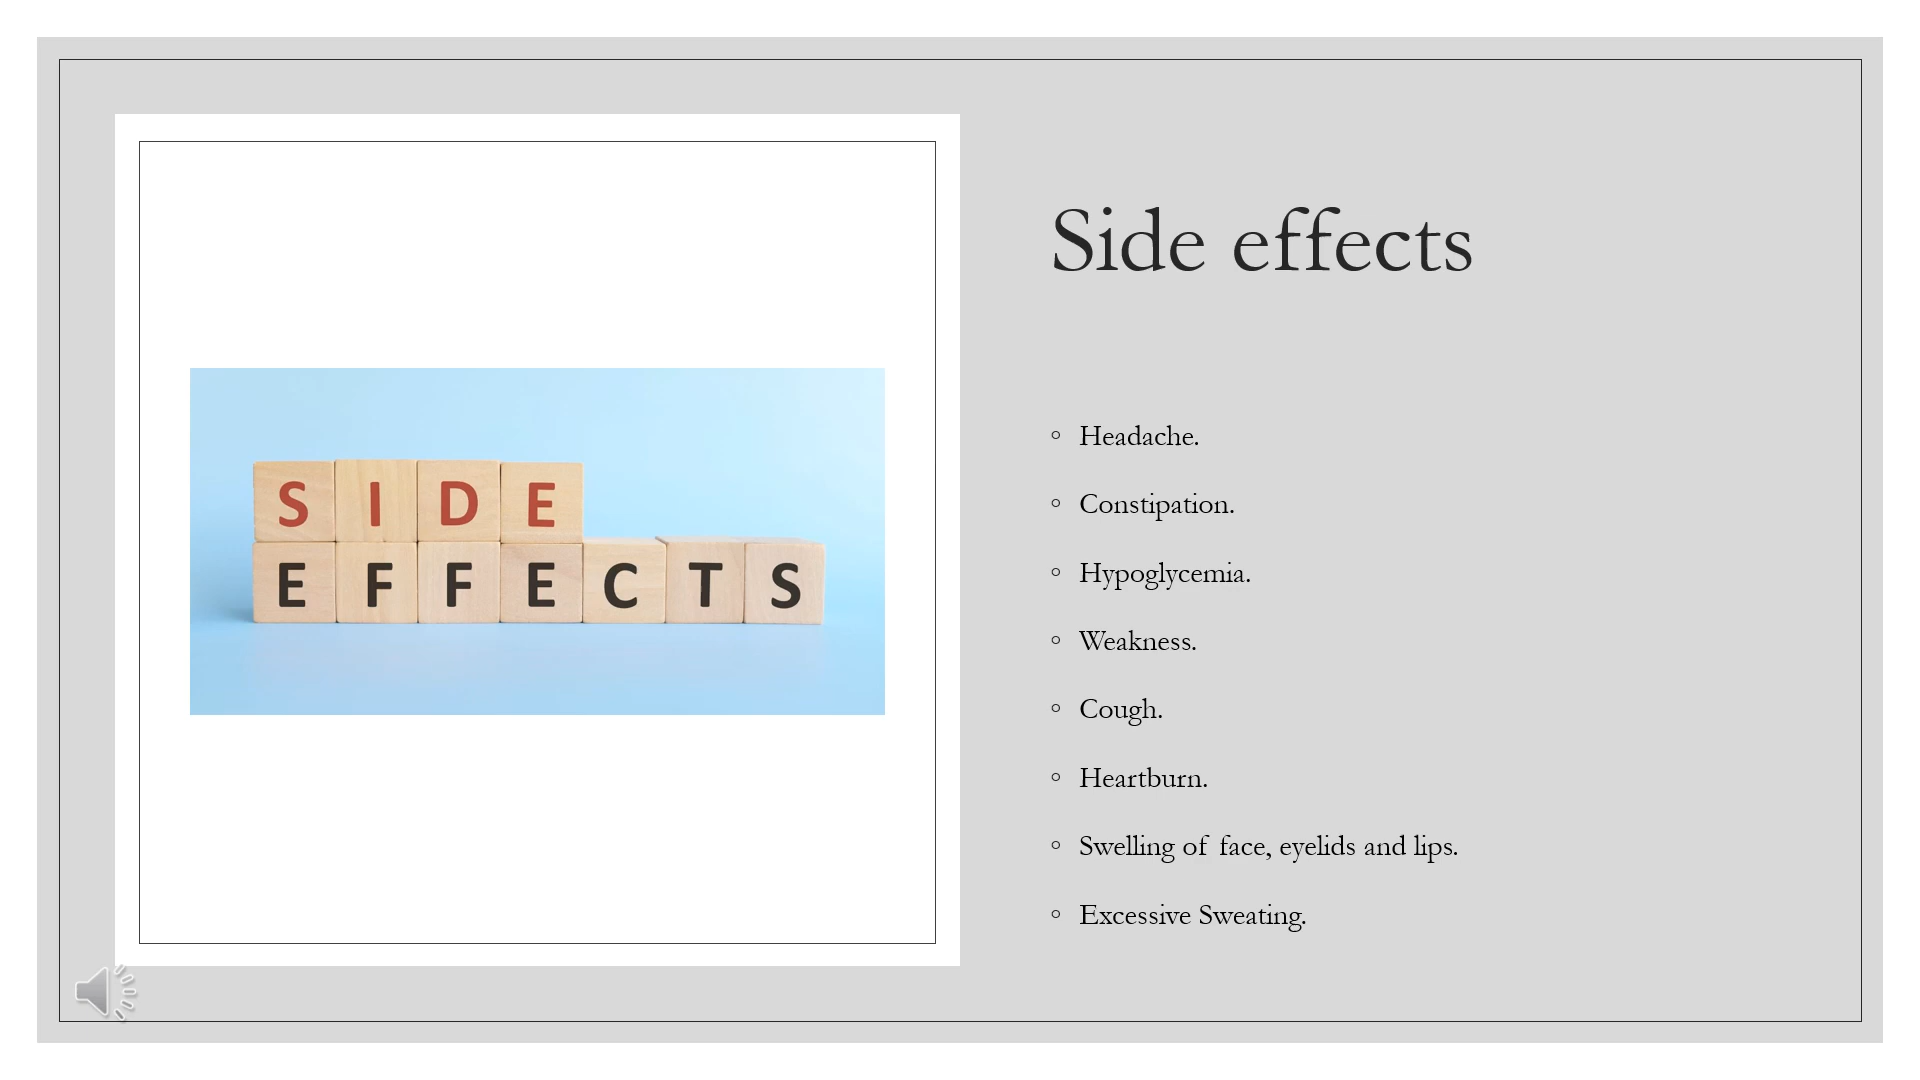 SIDE
EFFECTS
Side effects
◦ Headache.
◦ Constipation.
◦ Hypoglycemia.
◦ Weakness.
◦ Cough.
◦ Heartburn.
◦ Swelling of face, eyelids and lips.
◦ Excessive Sweating.